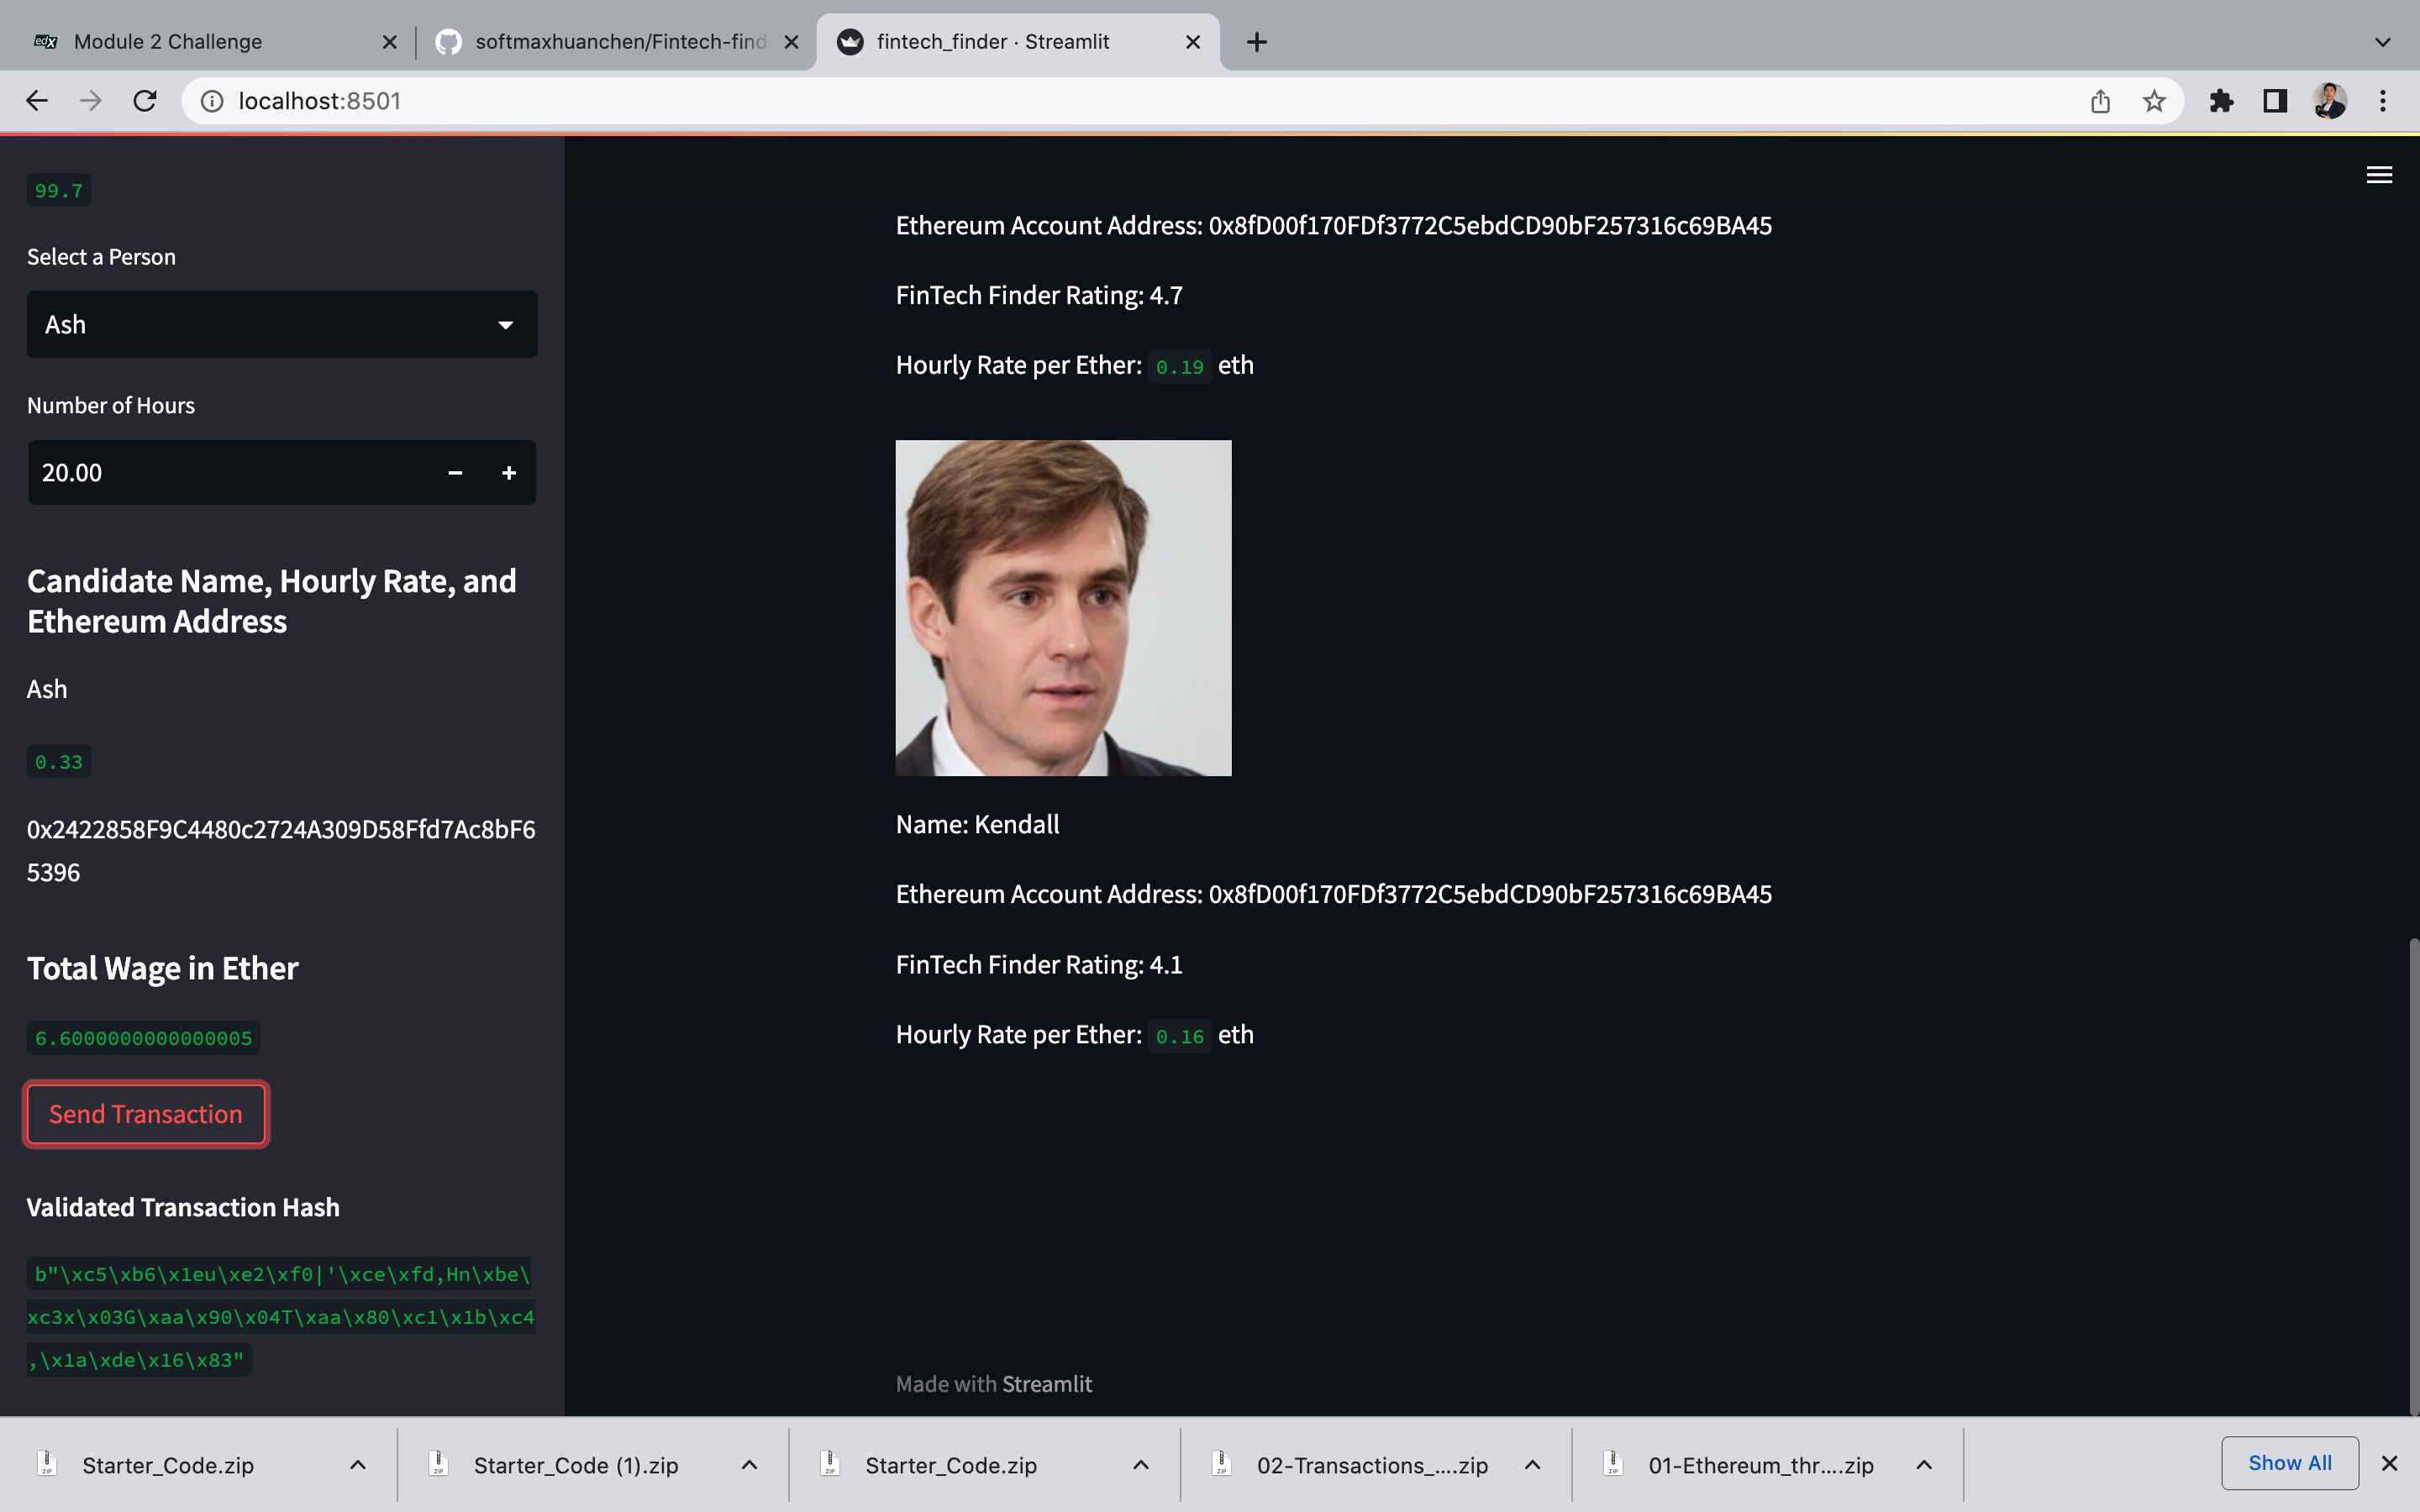 Module 2 Challenge
softmaxhuanchen/Fintech-find
fintech_finder · Streamlit
localhost:8501
99.7
Select a Person
Ash
Number of Hours
20.00
Candidate Name, Hourly Rate, and
Ethereum Address
Ash
0.33
0x2422858F9C4480c2724A309D58Ffd7Ac8bF6
5396
Total Wage in Ether
6.6000000000000005
Send Transaction
Validated Transaction Hash
b"\xc5\xb6\x1eu\xe2\xf0|'\xce\xfd,Hn\xbe\
xc3x\x03G\xaa\x90\x04T\xaa\x80\xc1\x1b\xc4
,\x1a\xde\x16\x83"
Ethereum Account Address: 0x8fD00f170FDf3772C5ebdCD90bF257316c69BA45
FinTech Finder Rating: 4.7
Hourly Rate per Ether: 0.19 eth
Name: Kendall
Ethereum Account Address: 0x8fD00f170FDf3772C5ebdCD90bF257316c69BA45
FinTech Finder Rating: 4.1
Hourly Rate per Ether: 0.16 eth
Made with Streamlit
Starter_Code.zip
Starter_Code (1).zip
Starter_Code.zip
02-Transactions_....zip
01-Ethereum_thr....zip
Show All